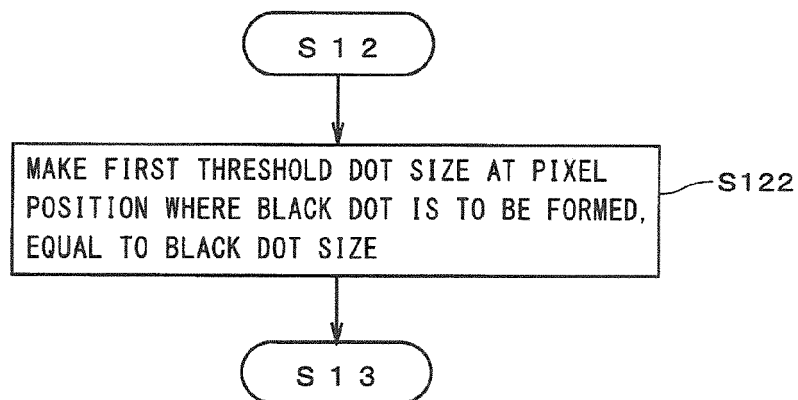 S12
MAKE FIRST THRESHOLD DOT SIZE AT PIXEL
POSITION WHERE BLACK DOT IS TO BE FORMED,
EQUAL TO BLACK DOT SIZE
S122
S13